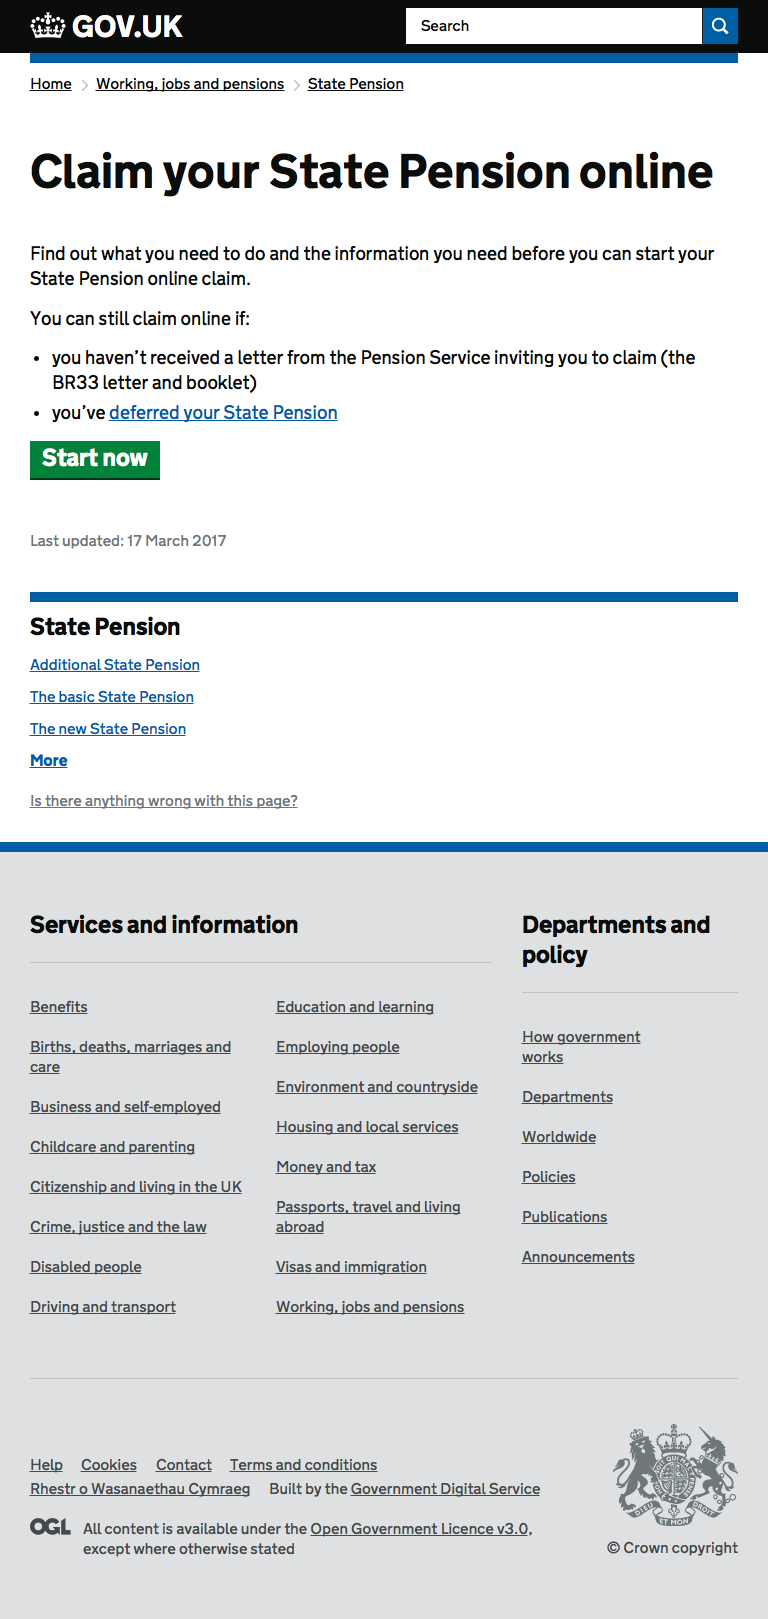 GOV.UK
Search
Home
Working, jobs and pensions
State Pension
Claim your State Pension online
Find out what you need to do and the information you need before you can start your
State Pension online claim.
You can still claim online if:
• you haven’t received a letter from the Pension Service inviting you to claim (the
BR33 letter and booklet)
• you’ve deferred your State Pension
Start now
Last updated: 17 March 2017
State Pension
Additional State Pension
The basic State Pension
The new State Pension
More
Is there anything wrong with this page?
Services and information
Benefits
Births, deaths, marriages and
care
Business and self-employed
Childcare and parenting
Citizenship and living in the UK
Crime, justice and the law
Disabled people
Driving and transport
Education and learning
Employing people
Environment and countryside
Housing and local services
Money and tax
Passports, travel and living
abroad
Visas and immigration
Working, jobs and pensions
Departments and
policy
How government
works
Departments
Worldwide
Policies
Publications
Announcements
Help Cookies Contact Terms and conditions
Rhestr o Wasanaethau Cymraeg Built by the Government Digital Service
OGL
All content is available under the Open Government Licence v3.0,
except where otherwise stated
DIEU ET MON DROIT
© Crown copyright